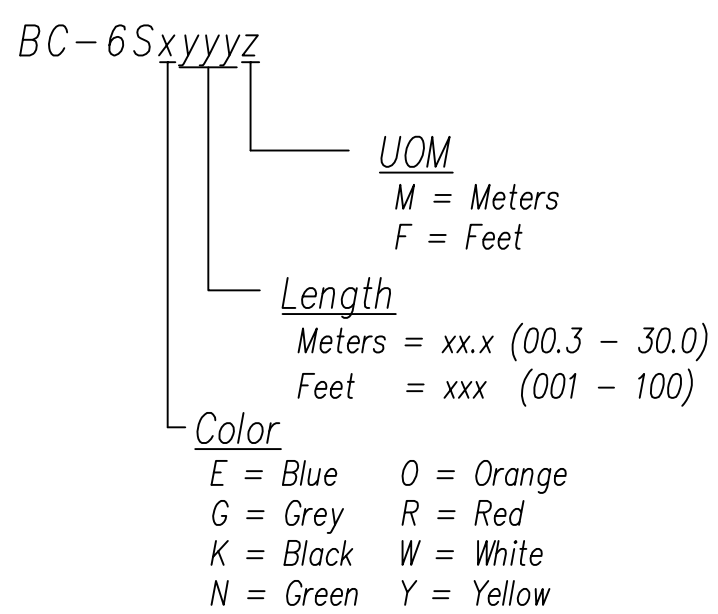 BC-6Sxyyyz
UOM
M = Meters
F = Feet
Length
Meters = xx.x (00.3 - 30.0)
Feet = xxx (001 - 100)
Color
E = Blue O = Orange
G = Grey R = Red
K = Black W = White
N = Green Y = Yellow